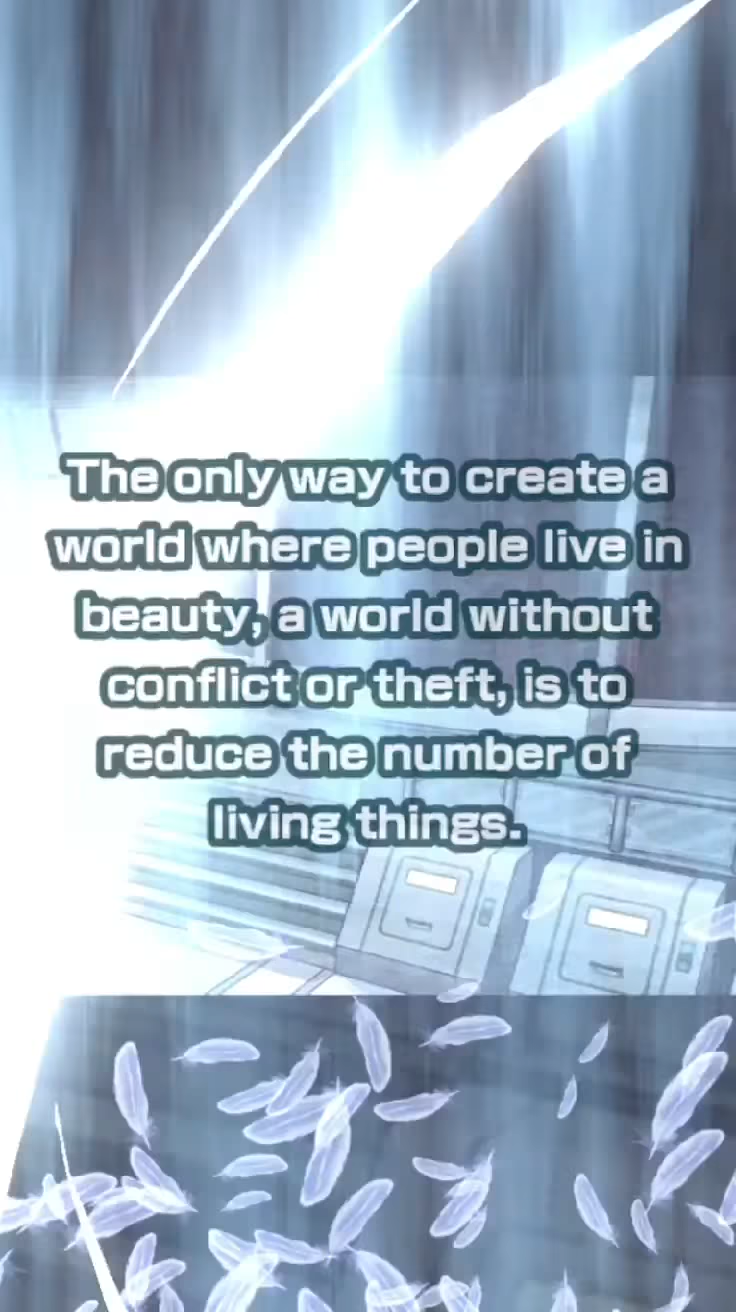 The only way to create a
world where people live in
beauty, a world without
conflict or theft, is to
reduce the number of
living things.